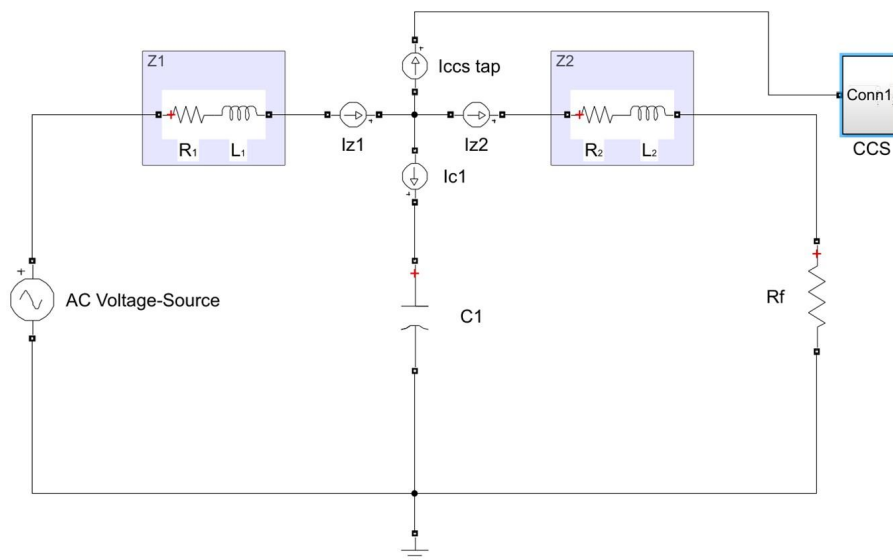 Z1
Iccs tap
Z2
Conn1
R₁
L₁
Iz1
Iz2
R₂
L₂
CCS
Ic1
AC Voltage-Source
C1
Rf